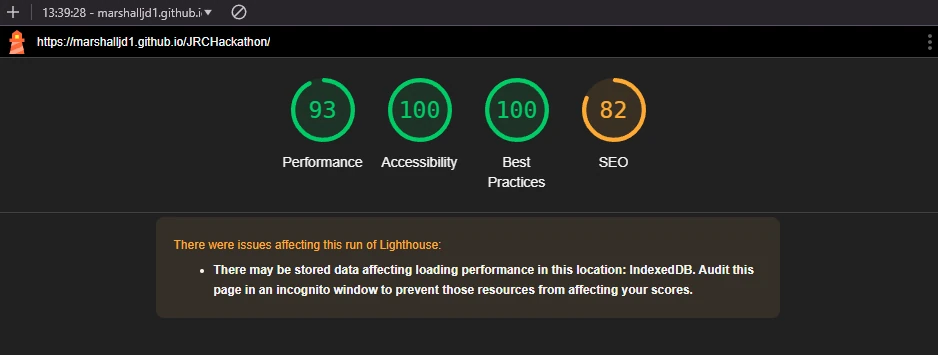 13:39:28 - marshalljd1.github.i
https://marshalljd1.github.io/JRCHackathon/
93
100
100
82
Performance
Accessibility
Best
Practices
SEO
There were issues affecting this run of Lighthouse:
• There may be stored data affecting loading performance in this location: IndexedDB. Audit this
page in an incognito window to prevent those resources from affecting your scores.